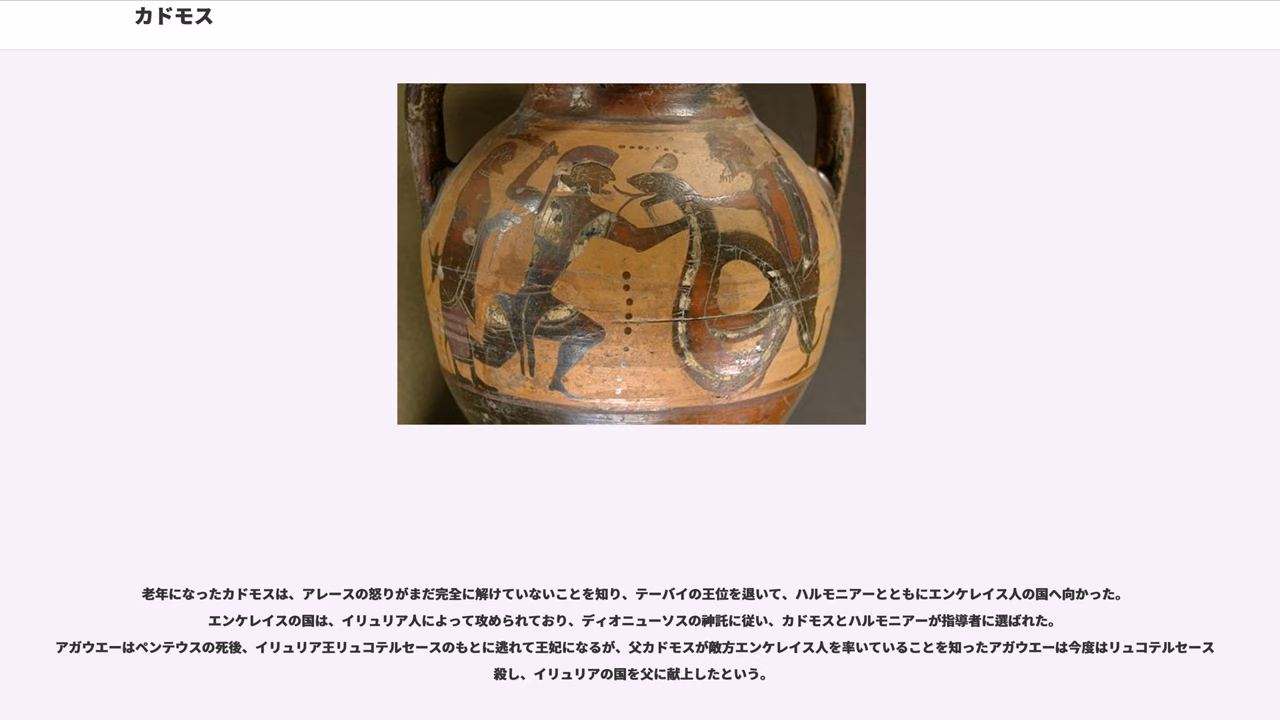 カドモス
老年になったカドモスは、アレースの怒りがまだ完全に解けていないことを知り、テーバイの王位を退いて、ハルモニアーとともにエンケレイス人の国へ向かった。
エンケレイスの国は、イリュリア人によって攻められており、ディオニューソスの神託に従い、カドモスとハルモニアーが指導者に選ばれた。
アガウエーはペンテウスの死後、イリュリア王リュコテルセースのもとに逃れて王妃になるが、父カドモスが敵方エンケレイス人を率いていることを知ったアガウエーは今度はリュコテルセース
殺し、イリュリアの国を父に献上したという。